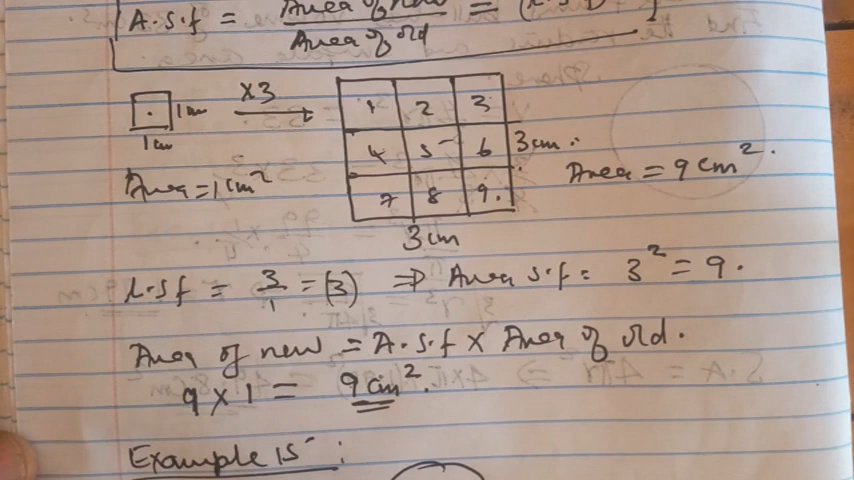 A.S.f = Area of new / Area of old = (L.S.f)²
×3
1cm
1cm
1 2 3
4 5 6
7 8 9.
3cm.
3cm
Area = 1cm²
Area = 9cm².
L.Sf = 3/1 = (3) ⇒ Area s.f = 3² = 9.
Area of new = A.S.f × Area of old.
9 × 1 = 9cm².
Example 15: